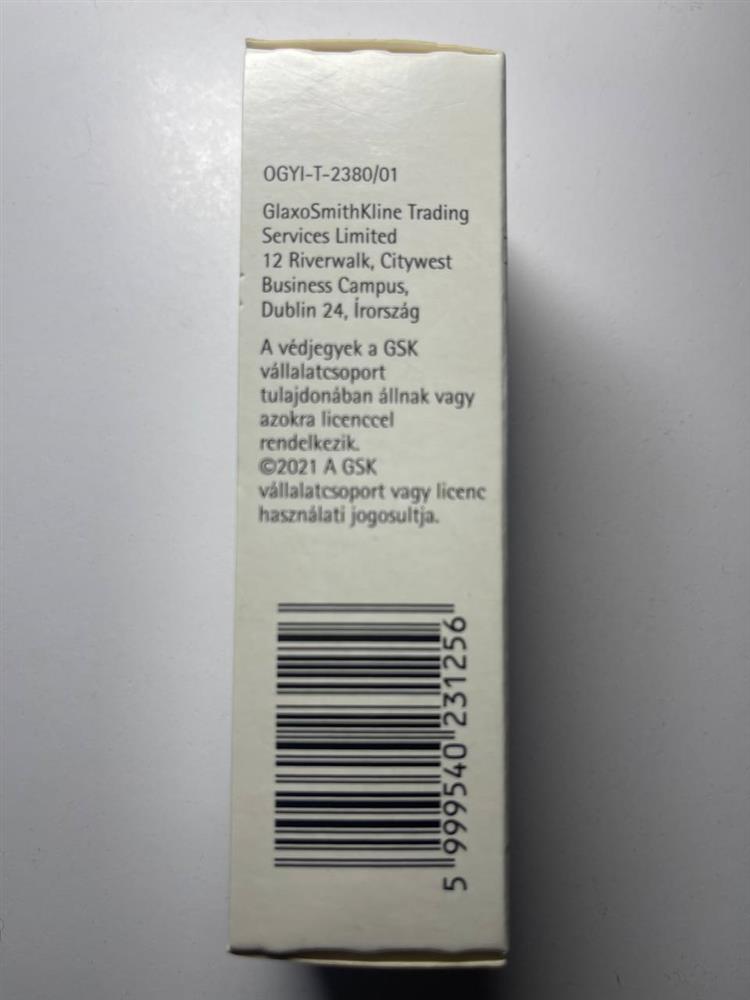 OGYI-T-2380/01
GlaxoSmithKline Trading
Services Limited
12 Riverwalk, Citywest
Business Campus,
Dublin 24, Írország
A védjegyek a GSK
vállalatcsoport
tulajdonában állnak vagy
azokra licenccel
rendelkezik.
©2021 A GSK
vállalatcsoport vagy licenc
használati jogosultja.
5 999540 231256